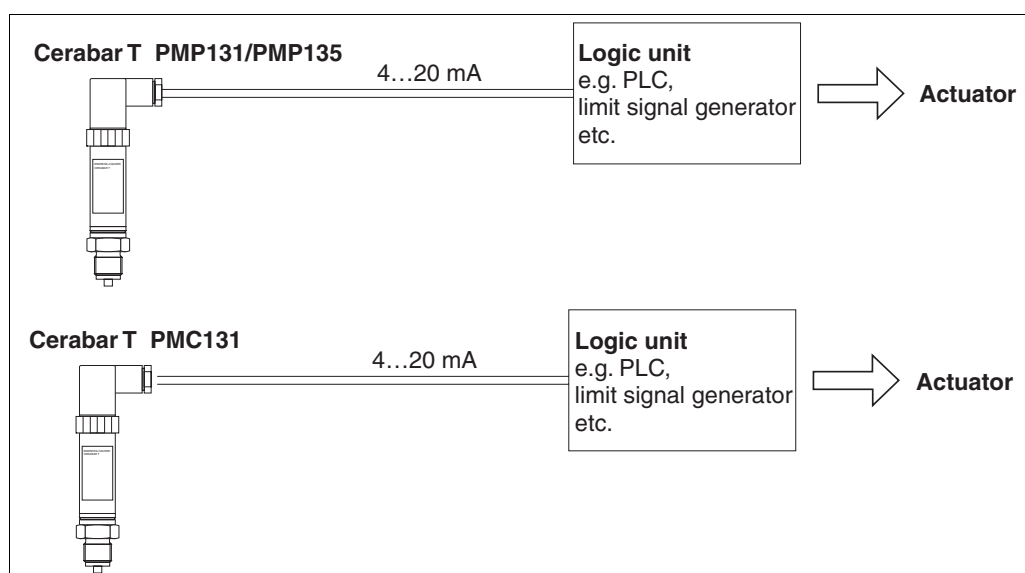 Cerabar T PMP131/PMP135
4…20 mA
Logic unit
e.g. PLC,
limit signal generator
etc.
Actuator
Cerabar T PMC131
4…20 mA
Logic unit
e.g. PLC,
limit signal generator
etc.
Actuator